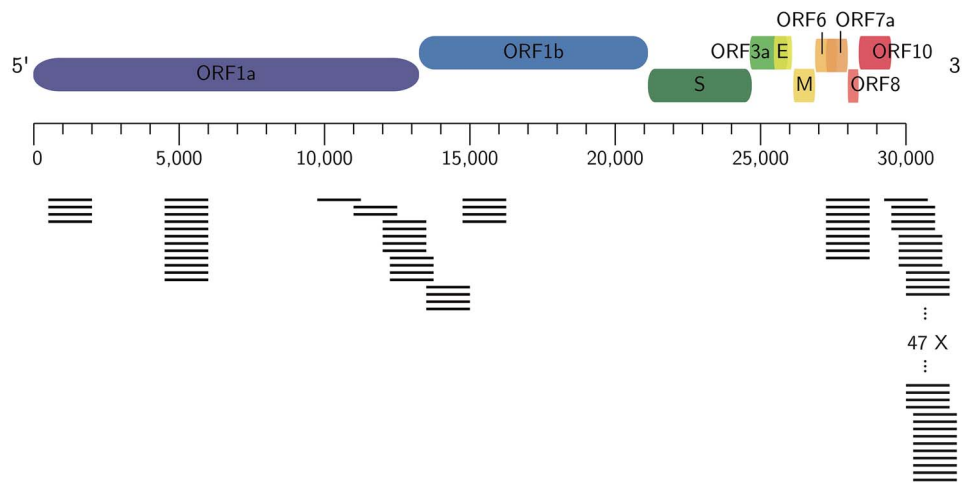 ORF6 ORF7a
5' ORF1a ORF1b S ORF3a E M ORF8 ORF10 3
0 5,000 10,000 15,000 20,000 25,000 30,000
47 X